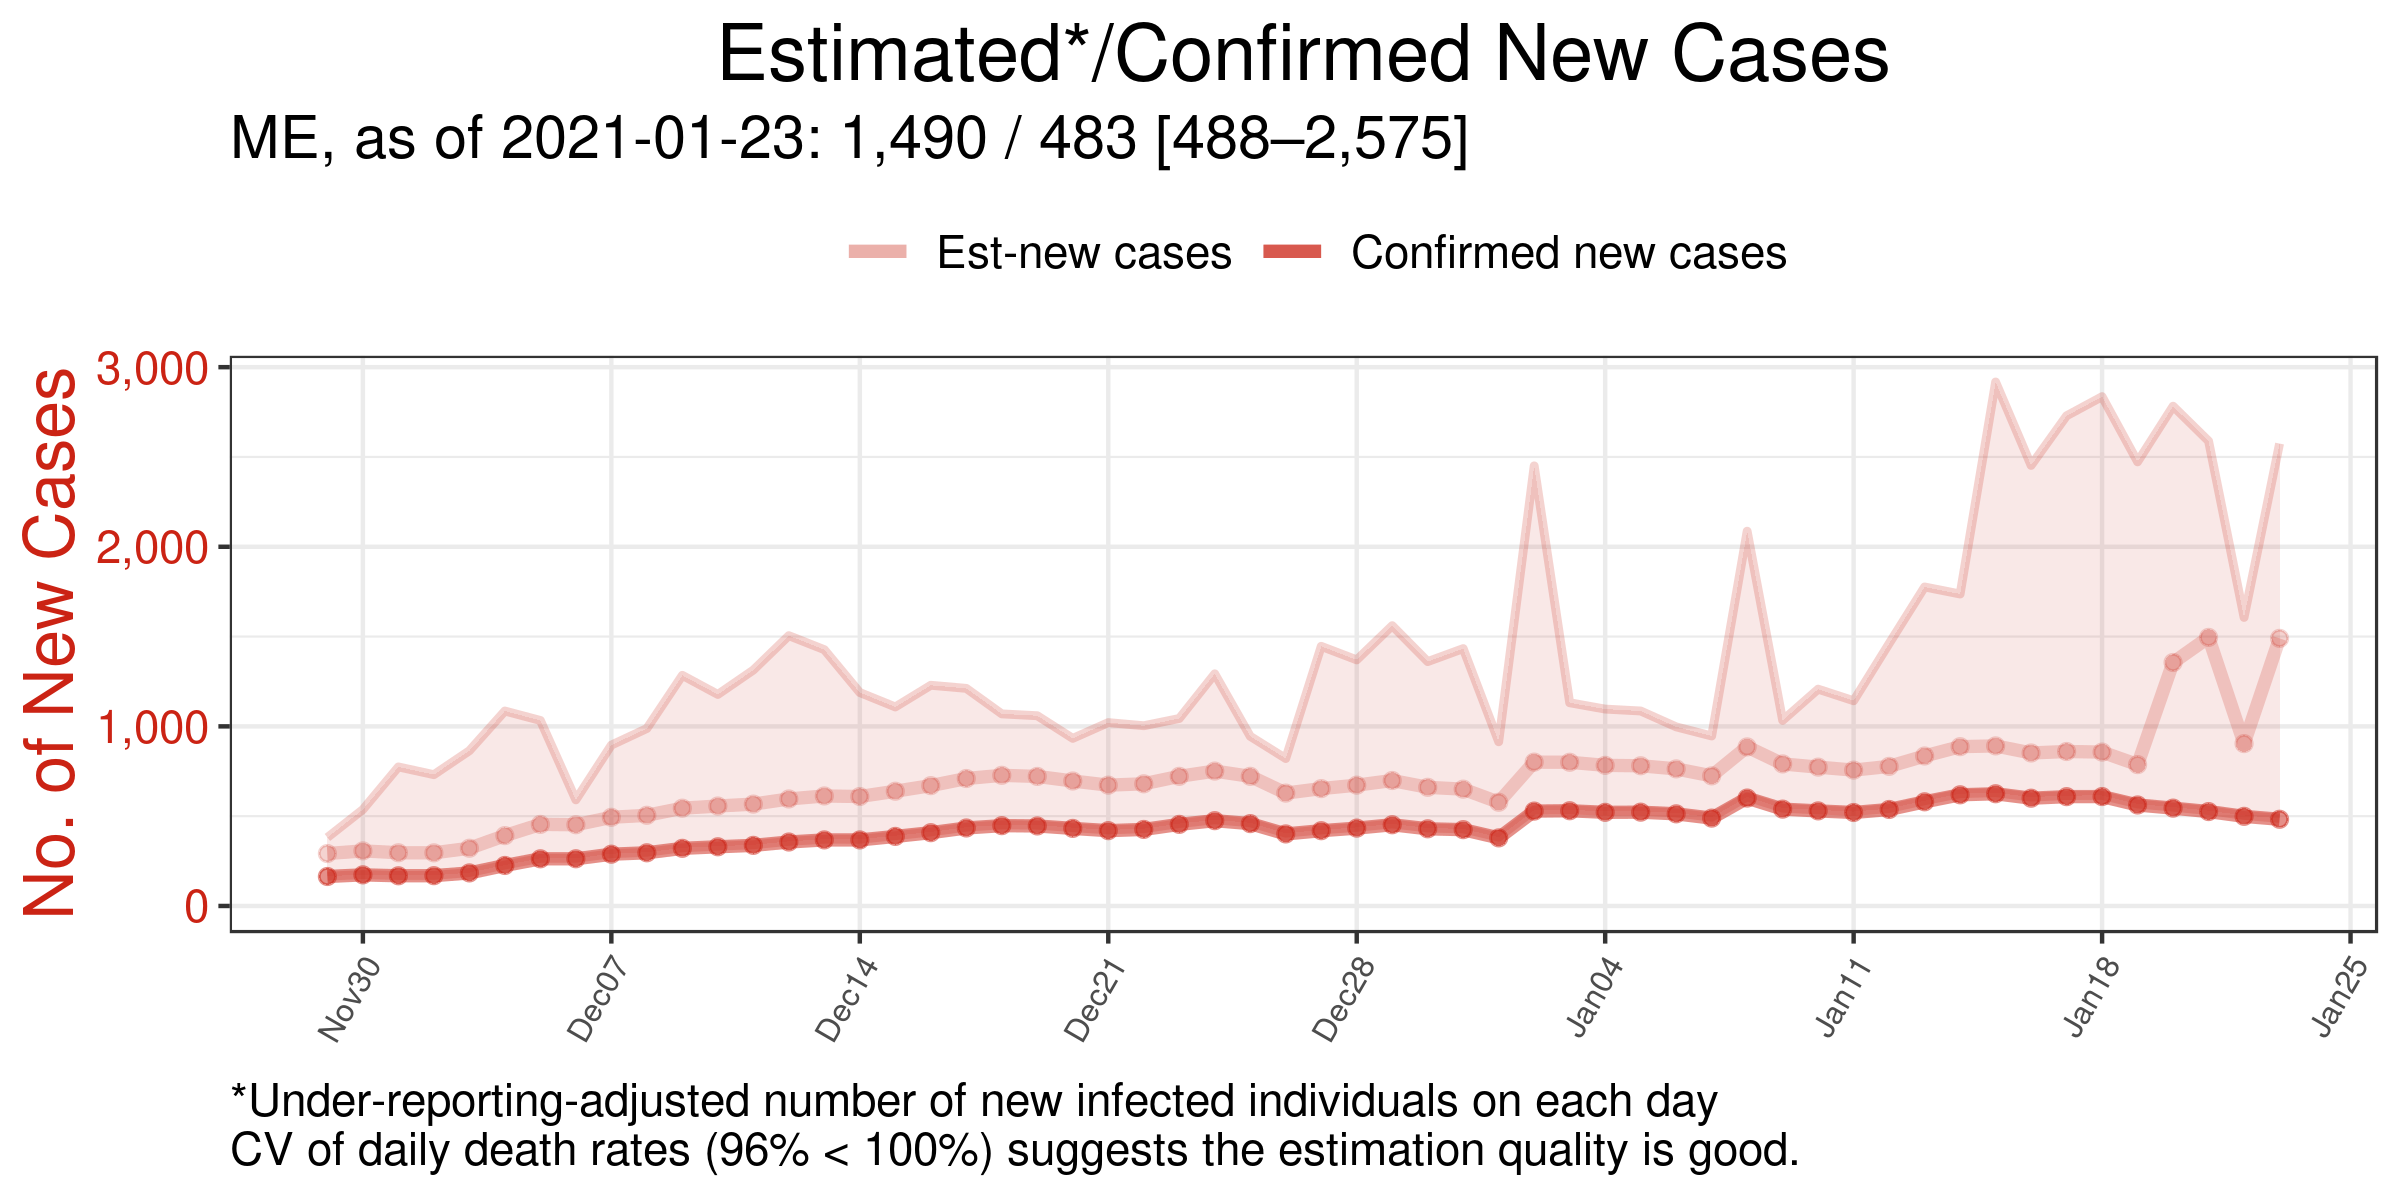 Estimated*/Confirmed New Cases
ME, as of 2021-01-23: 1,490 / 483 [488–2,575]
Est-new cases
Confirmed new cases
No. of New Cases
3,000
2,000
1,000
0
Nov30
Dec07
Dec14
Dec21
Dec28
Jan04
Jan11
Jan18
Jan25
*Under-reporting-adjusted number of new infected individuals on each day
CV of daily death rates (96% < 100%) suggests the estimation quality is good.